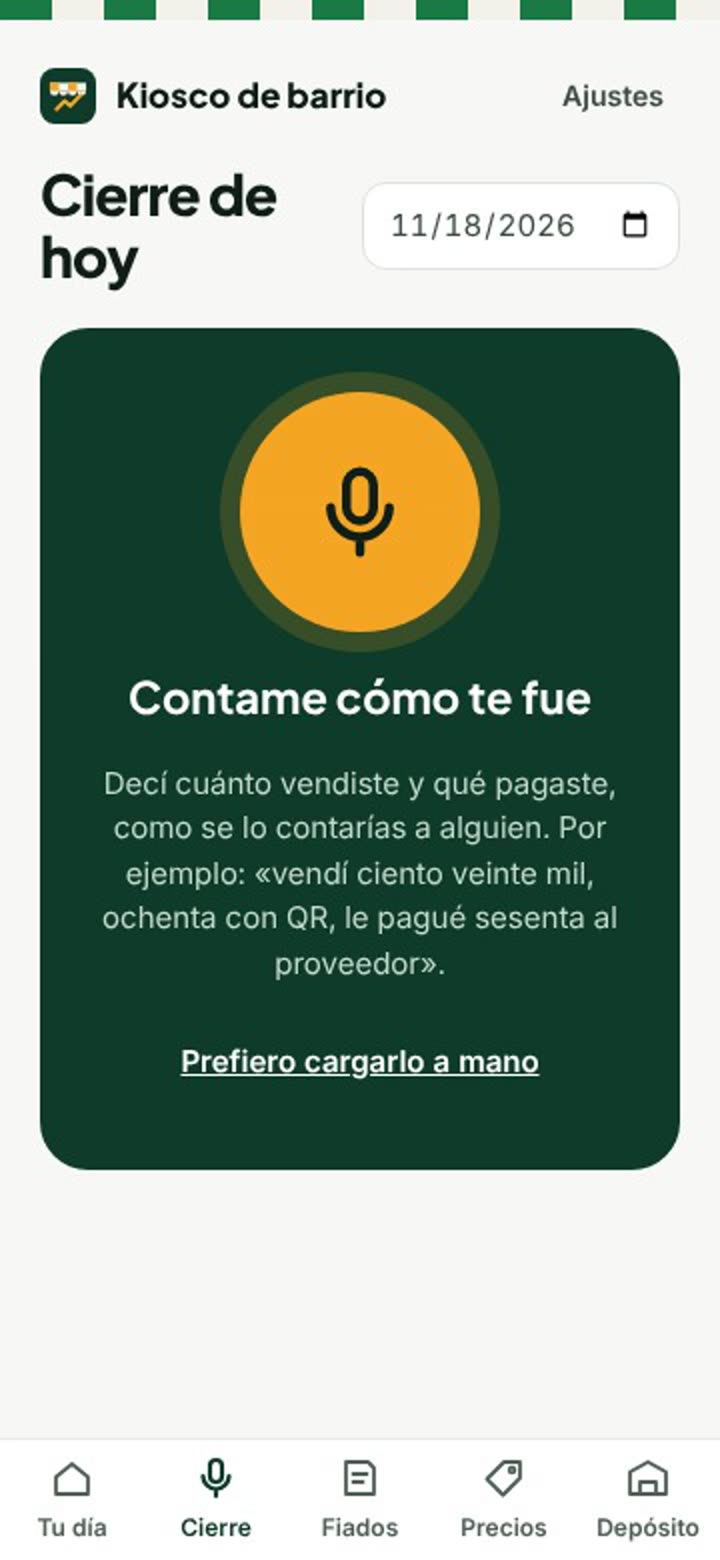 Kiosco de barrio
Ajustes
Cierre de
hoy
11/18/2026
Contame cómo te fue
Decí cuánto vendiste y qué pagaste,
como se lo contarías a alguien. Por
ejemplo: «vendí ciento veinte mil,
ochenta con QR, le pagué sesenta al
proveedor».
Prefiero cargarlo a mano
Tu día
Cierre
Fiados
Precios
Depósito